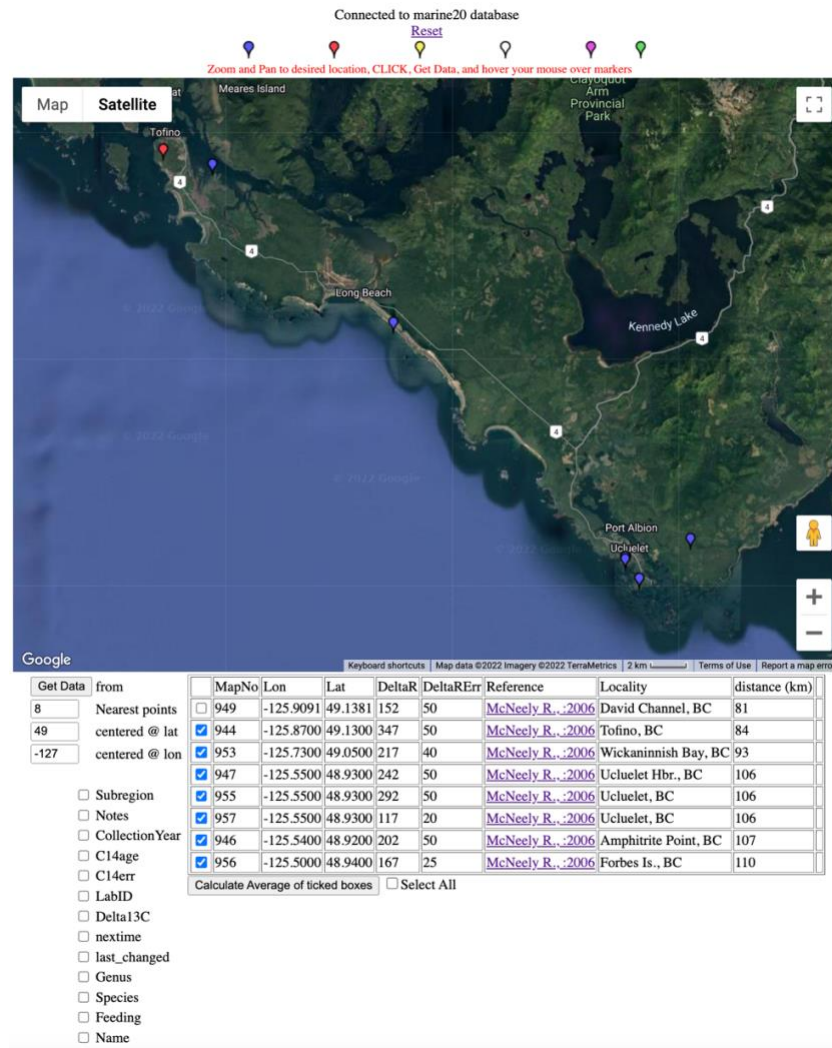 Connected to marine20 database
Reset
Zoom and Pan to desired location, CLICK, Get Data, and hover your mouse over markers
Map Satellite
at
Meares Island
Clayoquot
Arm
Provincial
Park
Tofino
4
4
4
Long Beach
Kennedy Lake
4
4
Port Albion
Ucluelet
© 2022 Google
© 2022 Google
© 2022 Google
Google
Keyboard shortcuts Map data ©2022 Imagery ©2022 TerraMetrics 2 km Terms of Use Report a map erro
Get Data from
8 Nearest points
49 centered @ lat
-127 centered @ lon
Subregion
Notes
CollectionYear
C14age
C14err
LabID
Delta13C
nextime
last_changed
Genus
Species
Feeding
Name
MapNo Lon Lat DeltaR DeltaRErr Reference Locality distance (km)
949 -125.9091 49.1381 152 50 McNeely R., :2006 David Channel, BC 81
944 -125.8700 49.1300 347 50 McNeely R., :2006 Tofino, BC 84
953 -125.7300 49.0500 217 40 McNeely R., :2006 Wickaninnish Bay, BC 93
947 -125.5500 48.9300 242 50 McNeely R., :2006 Ucluelet Hbr., BC 106
955 -125.5500 48.9300 292 50 McNeely R., :2006 Ucluelet, BC 106
957 -125.5500 48.9300 117 20 McNeely R., :2006 Ucluelet, BC 106
946 -125.5400 48.9200 202 50 McNeely R., :2006 Amphitrite Point, BC 107
956 -125.5000 48.9400 167 25 McNeely R., :2006 Forbes Is., BC 110
Calculate Average of ticked boxes Select All